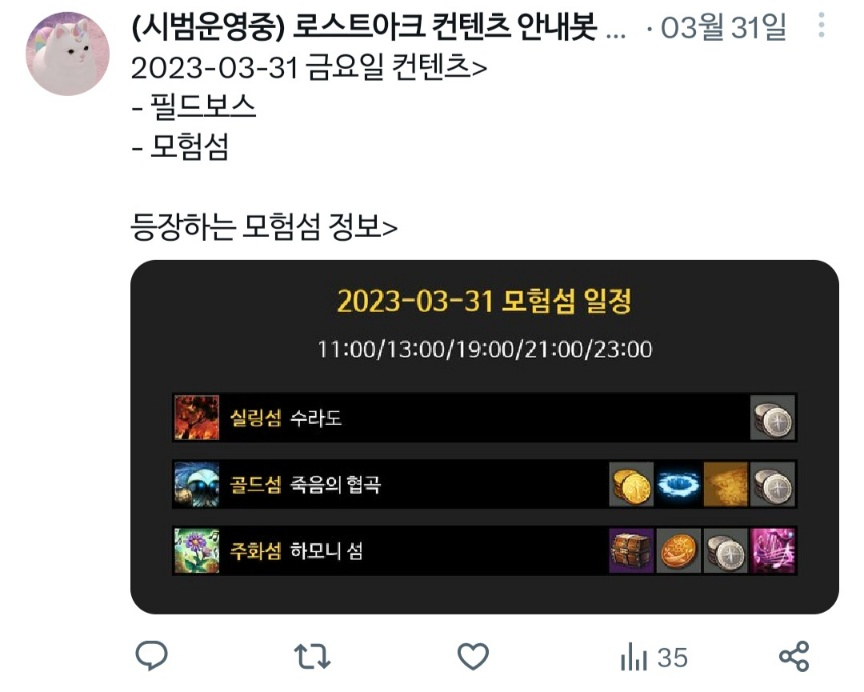 (시범운영중) 로스트아크 컨텐츠 안내봇 ... · 03월 31일
2023-03-31 금요일 컨텐츠>
- 필드보스
- 모험섬
등장하는 모험섬 정보>
2023-03-31 모험섬 일정
11:00/13:00/19:00/21:00/23:00
실링섬 수라도
골드섬 죽음의 협곡
주화섬 하모니 섬
35